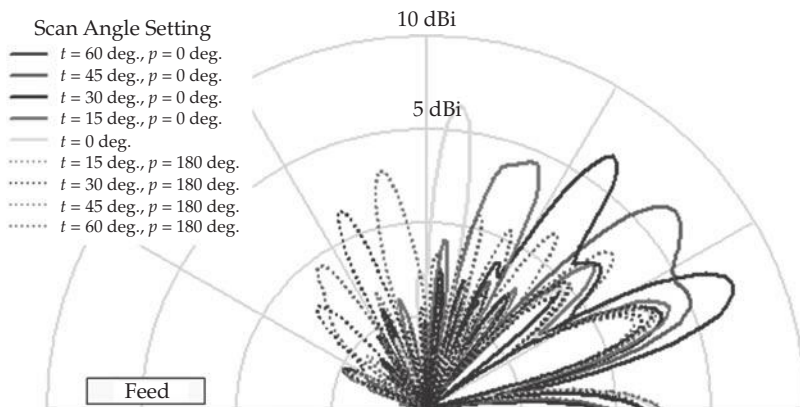 10 dBi
Scan Angle Setting
t = 60 deg., p = 0 deg.
t = 45 deg., p = 0 deg.
t = 30 deg., p = 0 deg.
t = 15 deg., p = 0 deg.
t = 0 deg.
t = 15 deg., p = 180 deg.
t = 30 deg., p = 180 deg.
t = 45 deg., p = 180 deg.
t = 60 deg., p = 180 deg.
5 dBi
Feed